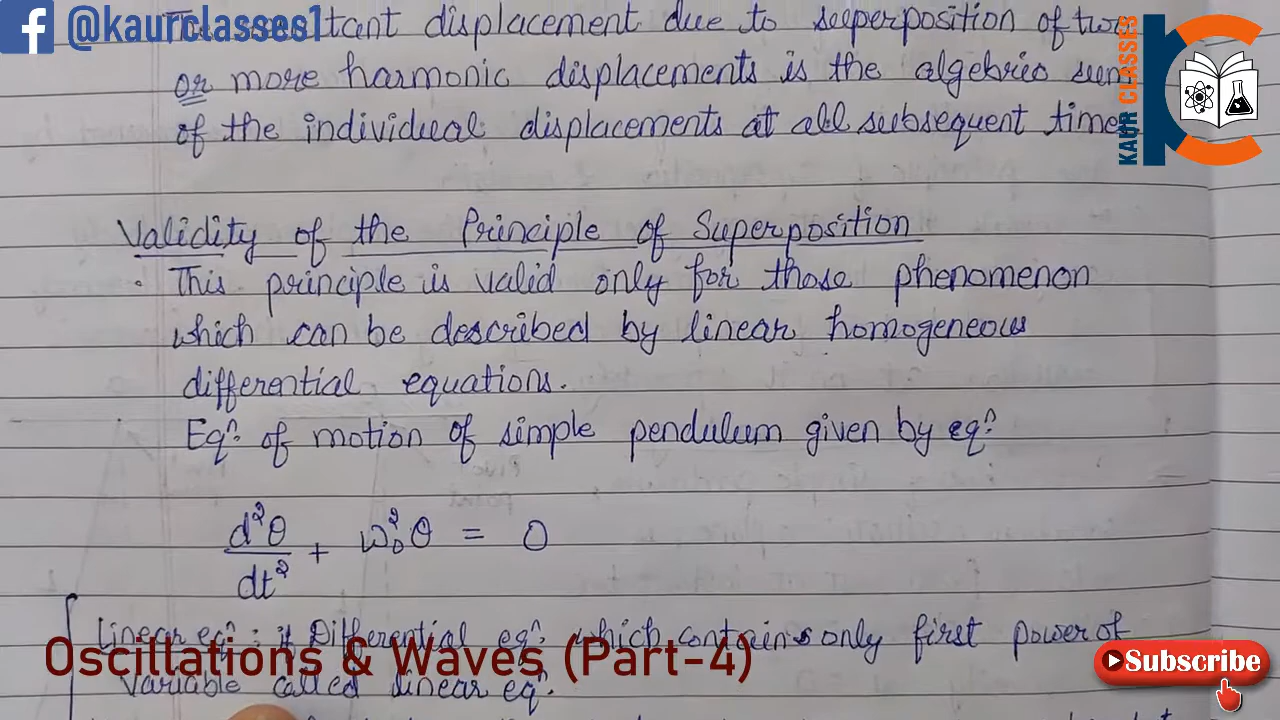 @kaurclasses1
displacement due to superposition of two
or more harmonic displacements is the algebric sum
of the individual displacements at all subsequent times
KAUR CLASSES
Validity of the Principle of Superposition
· This principle is valid only for those phenomenon
which can be described by linear homogeneous
differential equations.
Eqⁿ. of motion of simple pendulum given by eqⁿ.
d²θ/dt² + ω₀²θ = 0
Linear eqⁿ. : Differential eqⁿ. which contains only first power of
Oscillations & Waves (Part-4)
Subscribe
variable called linear eqⁿ.